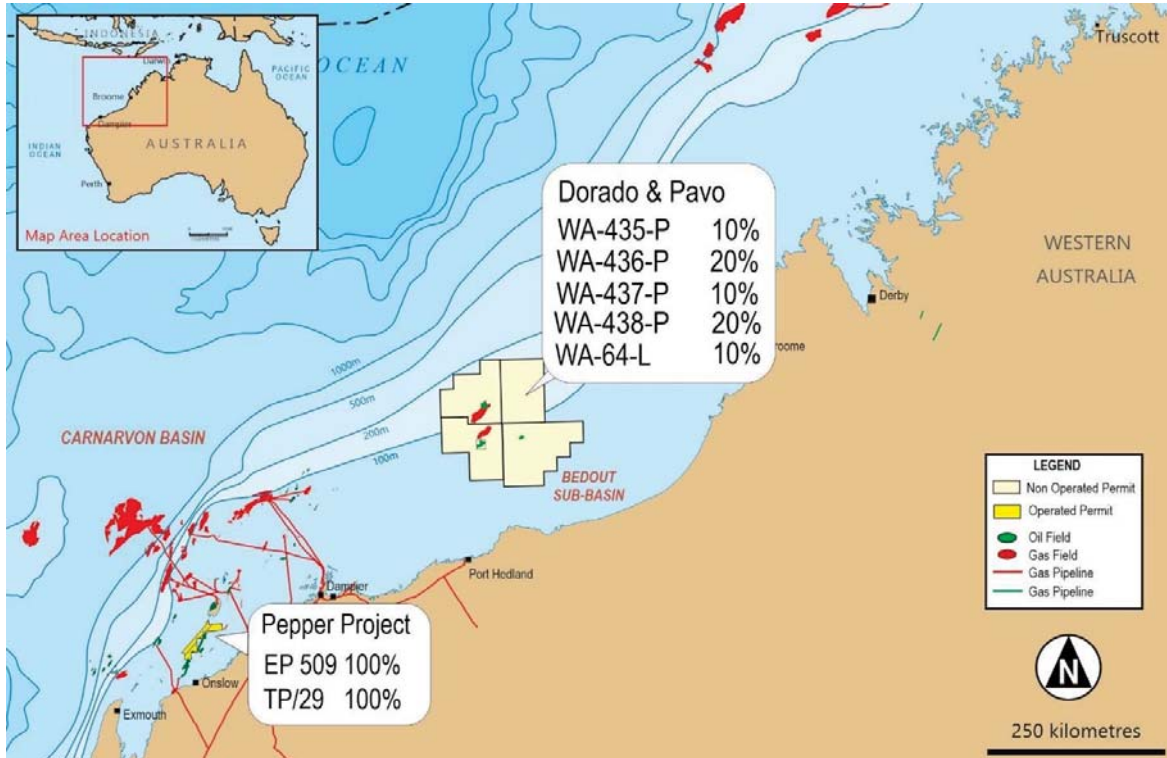 INDONESIA
Darwin
PACIFIC
OCEAN
Broome
Dampier
INDIAN
OCEAN
AUSTRALIA
Perth
Map Area Location
OCEAN
Truscott
Dorado & Pavo
WA-435-P 10%
WA-436-P 20%
WA-437-P 10%
WA-438-P 20%
WA-64-L 10%
WESTERN
AUSTRALIA
Derby
roome
1000m
500m
200m
100m
CARNARVON BASIN
BEDOUT
SUB-BASIN
Port Hedland
Dampier
Pepper Project
EP 509 100%
TP/29 100%
Onslow
Exmouth
LEGEND
Non Operated Permit
Operated Permit
Oil Field
Gas Field
Gas Pipeline
Gas Pipeline
N
250 kilometres